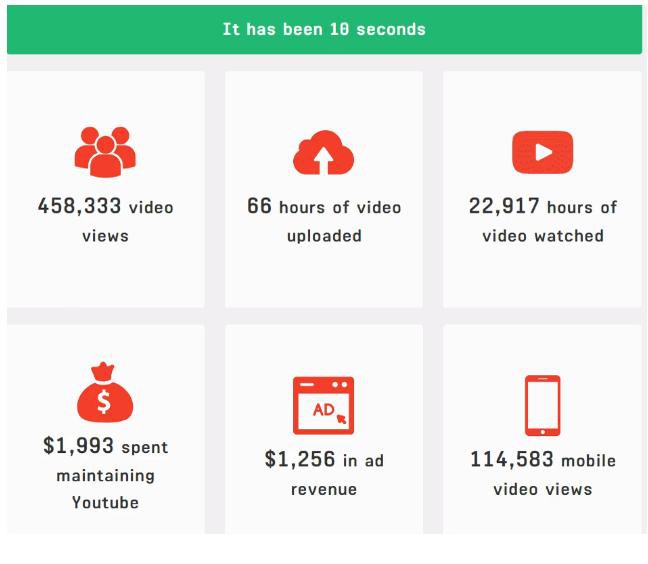 It has been 10 seconds
458,333 video
views
66 hours of video
uploaded
22,917 hours of
video watched
$
$1,993 spent
maintaining
Youtube
AD
$1,256 in ad
revenue
114,583 mobile
video views